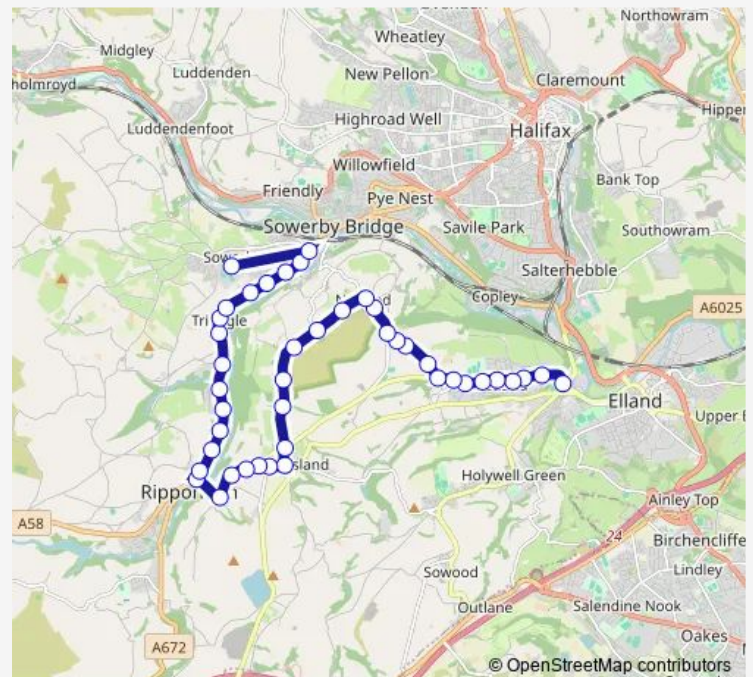 Northowram
Wheatley
Midgley
Luddenden
New Pellon
Claremount
Hipper
Luddendenfoot
Highroad Well
Halifax
Willowfield
Bank Top
Friendly
Pye Nest
Sowerby Bridge
Savile Park
Southowram
Salterhebble
Copley
A6025
Elland
Upper E
Holywell Green
Ainley Top
A58
24
Birchencliffe
Sowood
Lindley
Outlane
Salendine Nook
A672
Oakes
© OpenStreetMap contributors